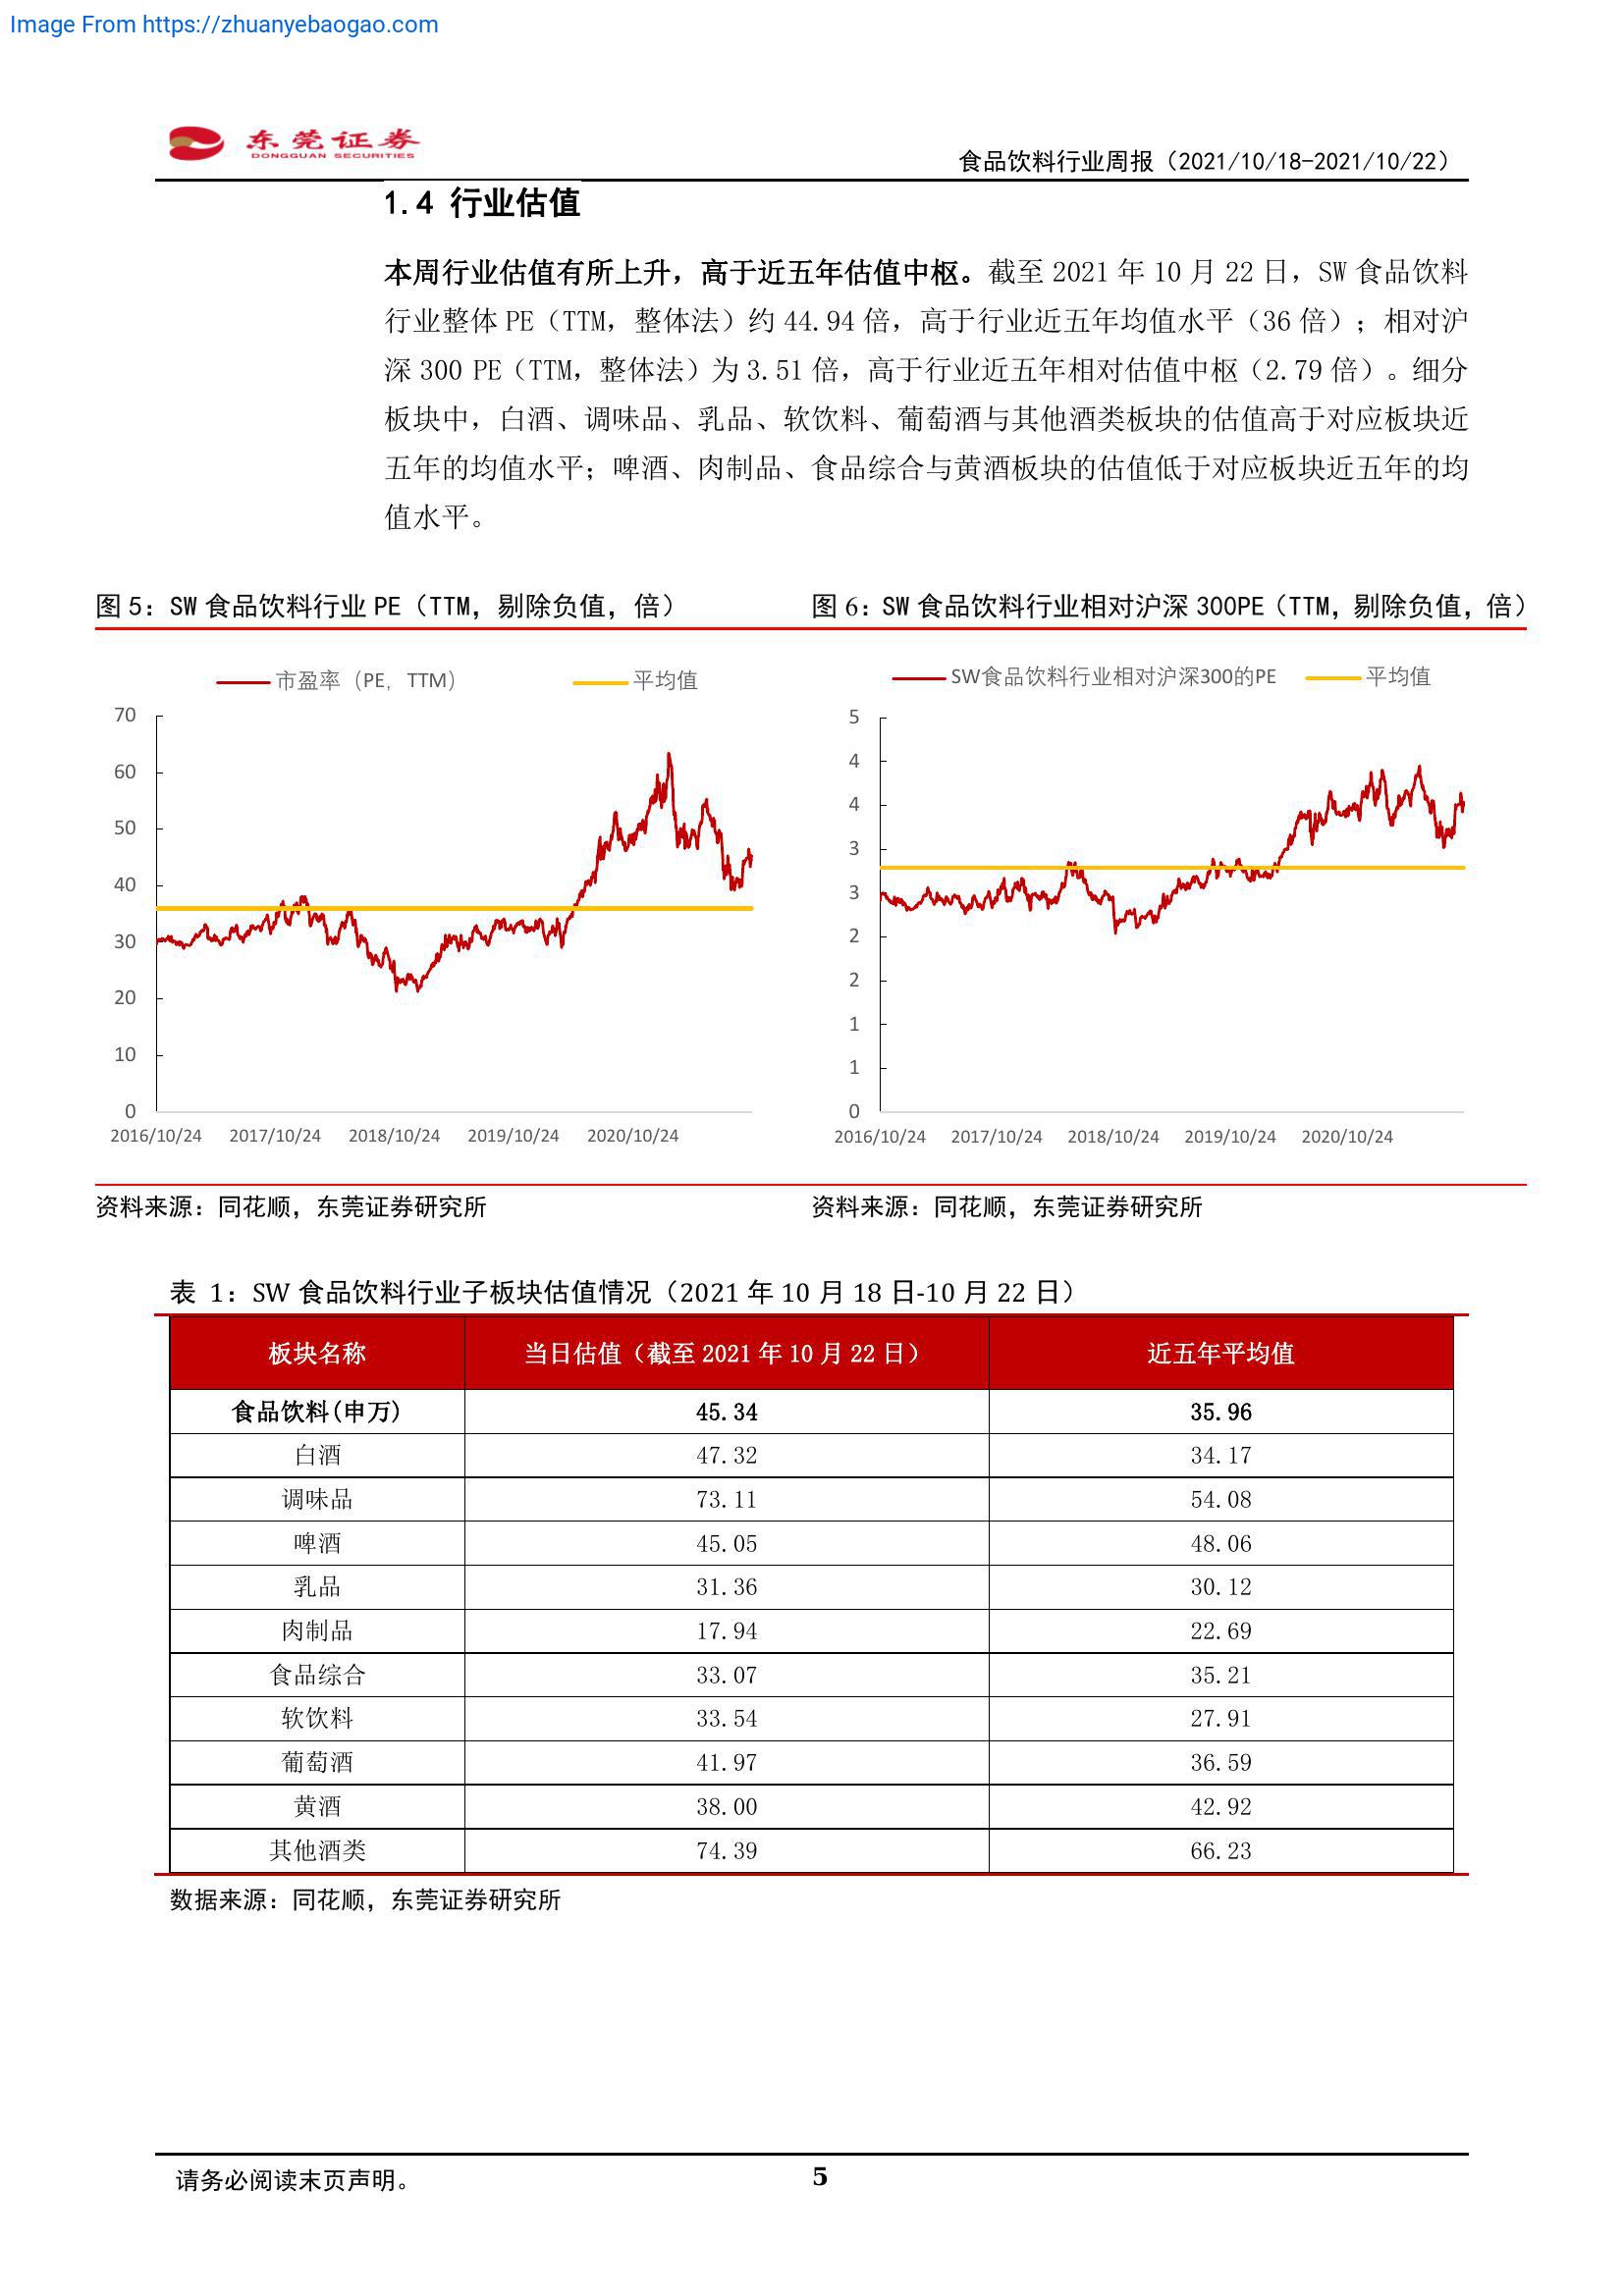 Image From https://zhuanyebaogao.com
东莞证券
DONGGUAN SECURITIES
食品饮料行业周报（2021/10/18-2021/10/22）
1.4 行业估值
本周行业估值有所上升，高于近五年估值中枢。截至 2021 年 10 月 22 日，SW 食品饮料
行业整体 PE（TTM，整体法）约 44.94 倍，高于行业近五年均值水平（36 倍）；相对沪
深 300 PE（TTM，整体法）为 3.51 倍，高于行业近五年相对估值中枢（2.79 倍）。细分
板块中，白酒、调味品、乳品、软饮料、葡萄酒与其他酒类板块的估值高于对应板块近
五年的均值水平；啤酒、肉制品、食品综合与黄酒板块的估值低于对应板块近五年的均
值水平。
图 5：SW 食品饮料行业 PE（TTM，剔除负值，倍）
市盈率（PE，TTM） 平均值
70
60
50
40
30
20
10
0
2016/10/24 2017/10/24 2018/10/24 2019/10/24 2020/10/24
资料来源：同花顺，东莞证券研究所
图 6：SW 食品饮料行业相对沪深 300PE（TTM，剔除负值，倍）
SW食品饮料行业相对沪深300的PE 平均值
5
4
4
3
3
2
2
1
1
0
2016/10/24 2017/10/24 2018/10/24 2019/10/24 2020/10/24
资料来源：同花顺，东莞证券研究所
表 1：SW 食品饮料行业子板块估值情况（2021 年 10 月 18 日-10 月 22 日）
板块名称 当日估值（截至 2021 年 10 月 22 日） 近五年平均值
食品饮料(申万) 45.34 35.96
白酒 47.32 34.17
调味品 73.11 54.08
啤酒 45.05 48.06
乳品 31.36 30.12
肉制品 17.94 22.69
食品综合 33.07 35.21
软饮料 33.54 27.91
葡萄酒 41.97 36.59
黄酒 38.00 42.92
其他酒类 74.39 66.23
数据来源：同花顺，东莞证券研究所
请务必阅读末页声明。
5